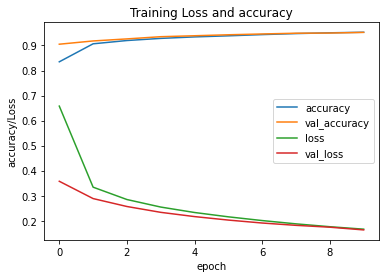 Training Loss and accuracy
accuracy/Loss
0.9
0.8
0.7
0.6
0.5
0.4
0.3
0.2
accuracy
val_accuracy
loss
val_loss
0 2 4 6 8
epoch